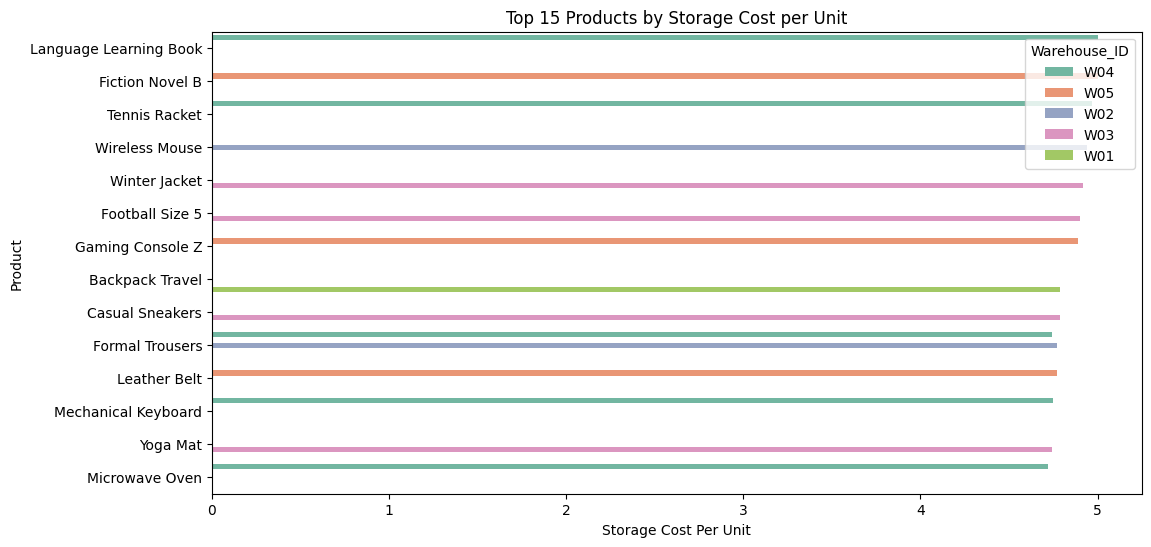 Top 15 Products by Storage Cost per Unit
Warehouse_ID
W04
W05
W02
W03
W01
Product
Language Learning Book
Fiction Novel B
Tennis Racket
Wireless Mouse
Winter Jacket
Football Size 5
Gaming Console Z
Backpack Travel
Casual Sneakers
Formal Trousers
Leather Belt
Mechanical Keyboard
Yoga Mat
Microwave Oven
0 1 2 3 4 5
Storage Cost Per Unit